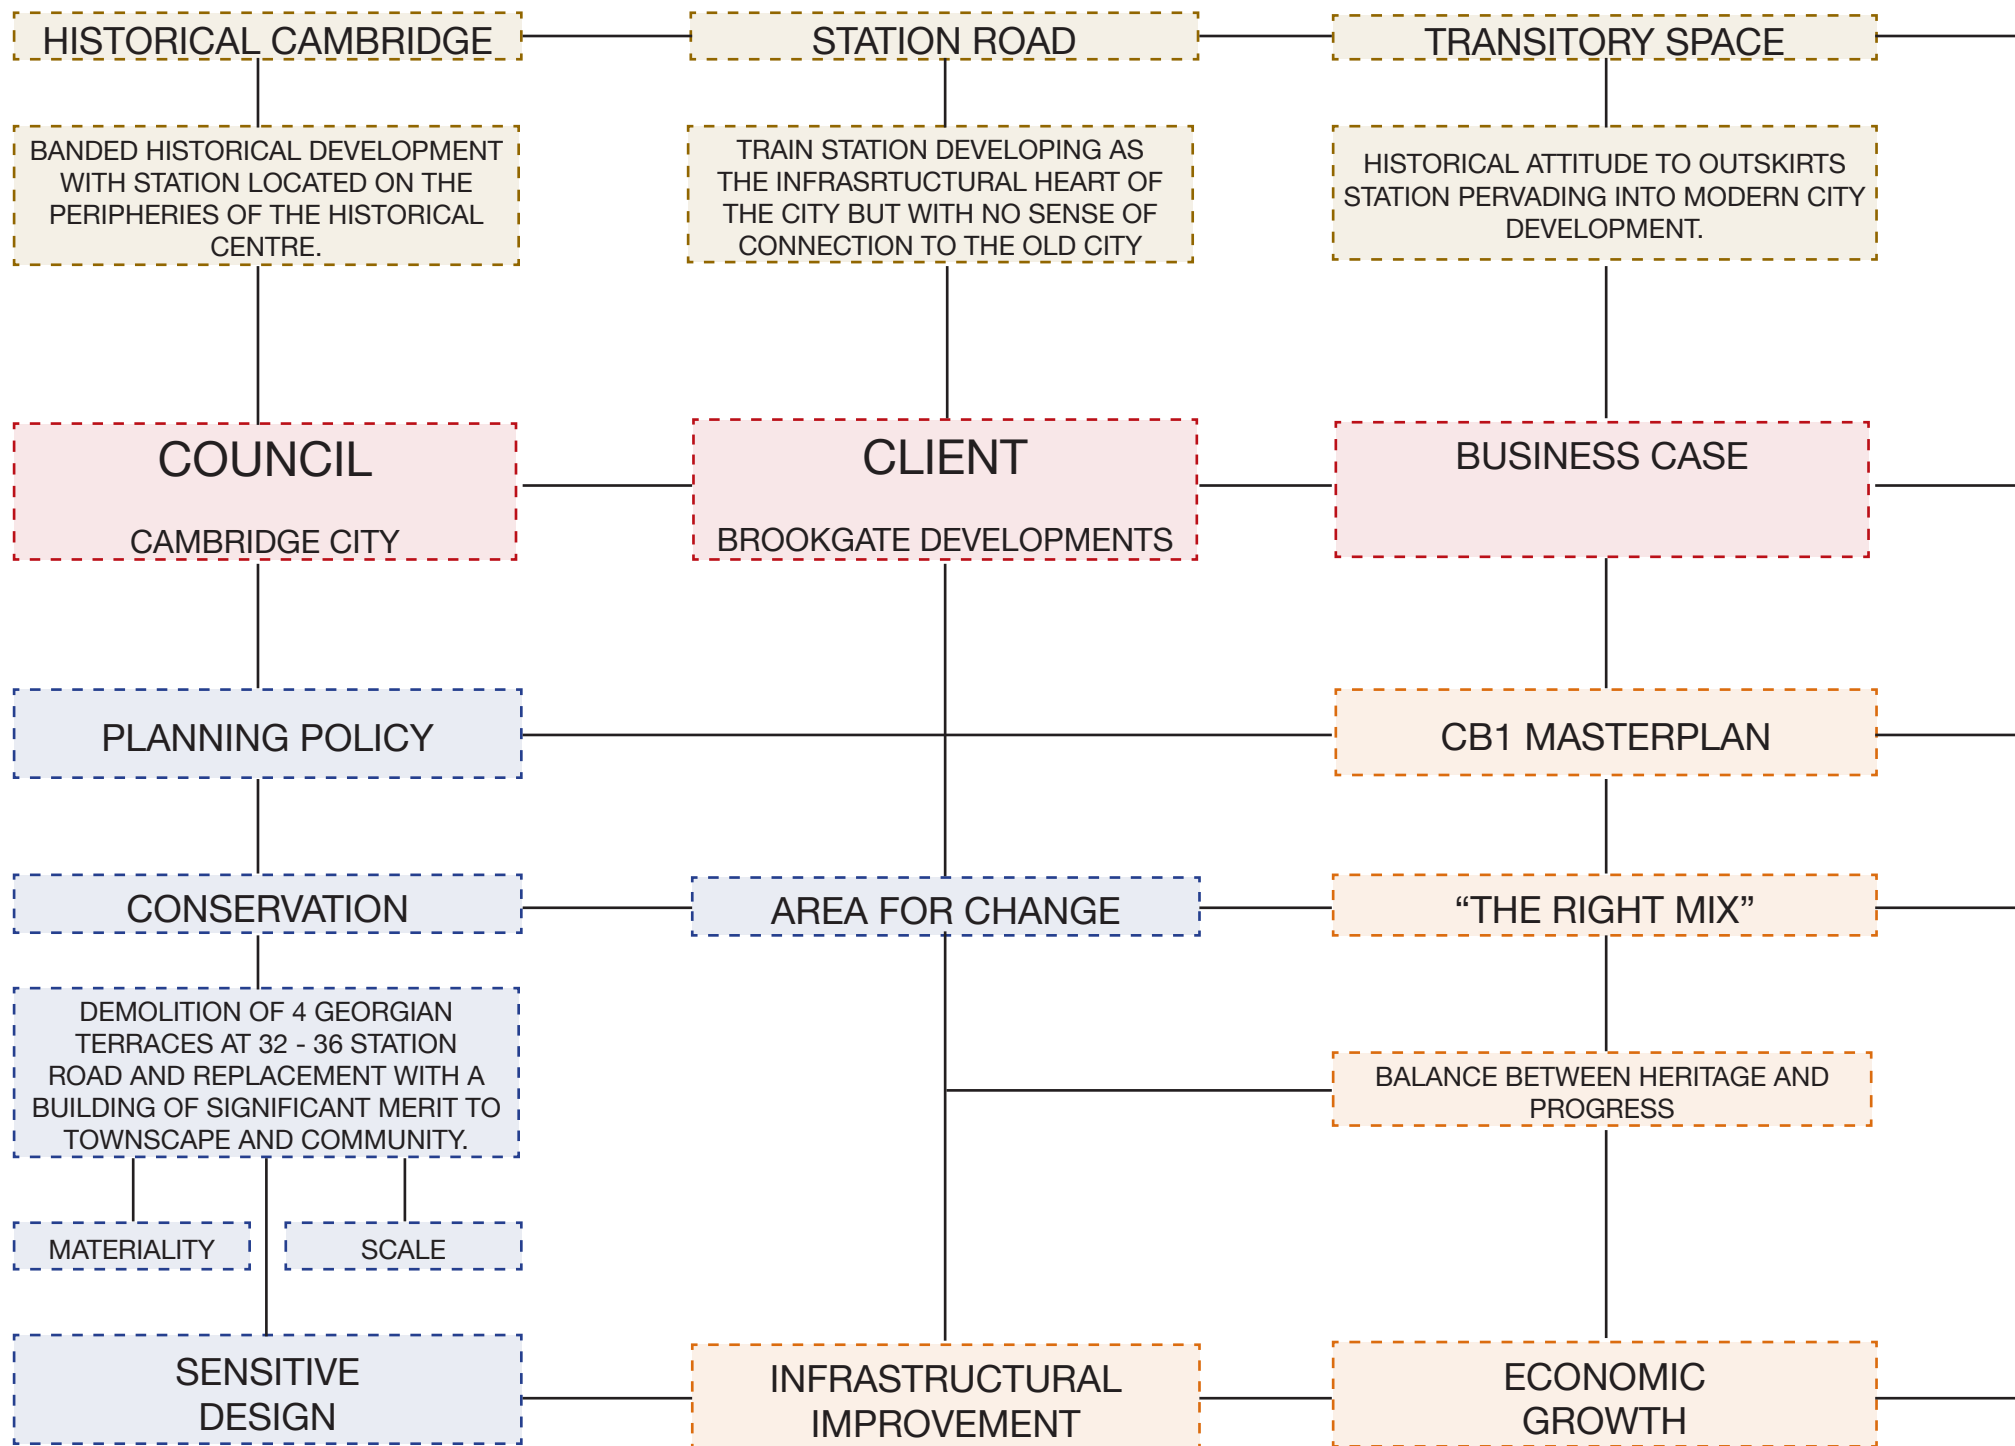 HISTORICAL CAMBRIDGE
STATION ROAD
TRANSITORY SPACE
BANDED HISTORICAL DEVELOPMENT
WITH STATION LOCATED ON THE
PERIPHERIES OF THE HISTORICAL
CENTRE.
TRAIN STATION DEVELOPING AS
THE INFRASRTUCTURAL HEART OF
THE CITY BUT WITH NO SENSE OF
CONNECTION TO THE OLD CITY
HISTORICAL ATTITUDE TO OUTSKIRTS
STATION PERVADING INTO MODERN CITY
DEVELOPMENT.
COUNCIL
CAMBRIDGE CITY
CLIENT
BROOKGATE DEVELOPMENTS
BUSINESS CASE
PLANNING POLICY
CB1 MASTERPLAN
CONSERVATION
AREA FOR CHANGE
“THE RIGHT MIX”
DEMOLITION OF 4 GEORGIAN
TERRACES AT 32 - 36 STATION
ROAD AND REPLACEMENT WITH A
BUILDING OF SIGNIFICANT MERIT TO
TOWNSCAPE AND COMMUNITY.
BALANCE BETWEEN HERITAGE AND
PROGRESS
MATERIALITY
SCALE
SENSITIVE
DESIGN
INFRASTRUCTURAL
IMPROVEMENT
ECONOMIC
GROWTH